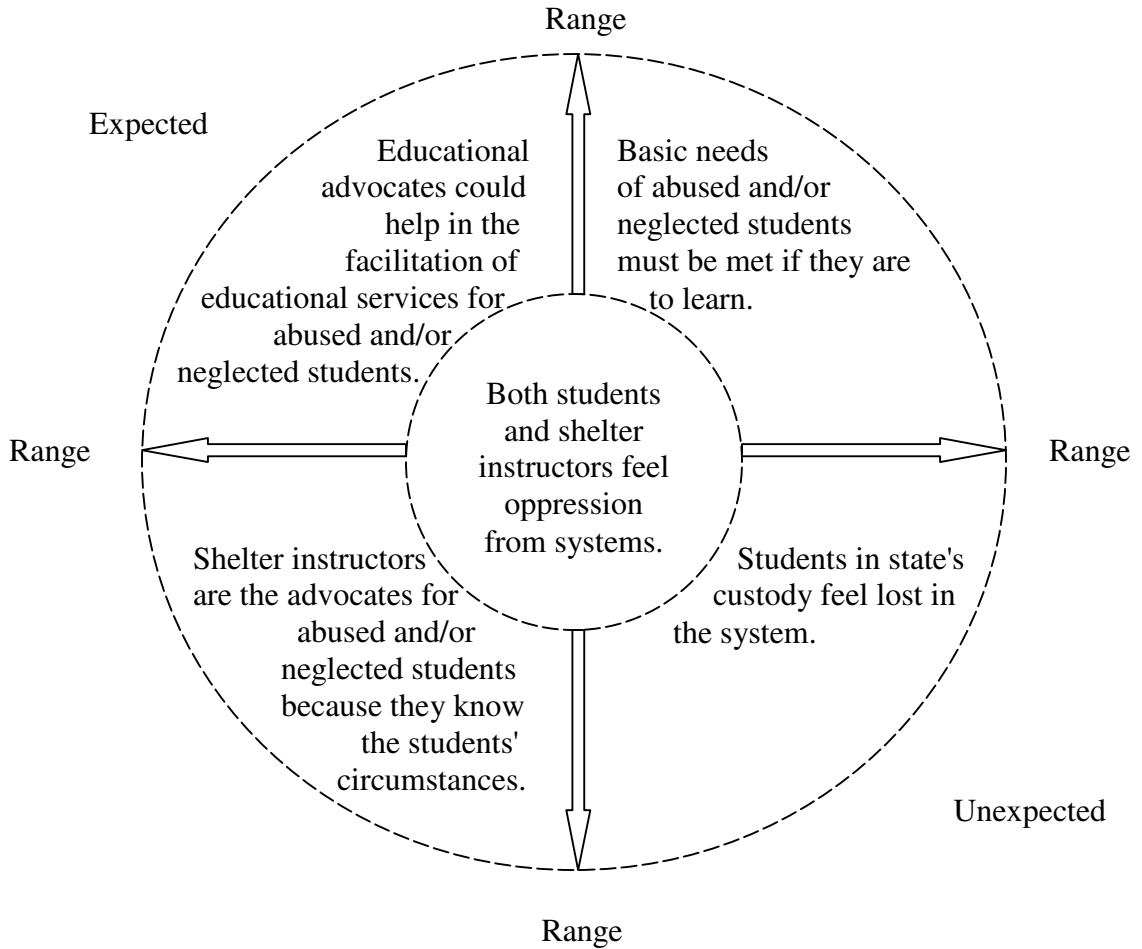 Range
Expected
Educational
advocates could
help in the
facilitation of
educational services for
abused and/or
neglected students.
Basic needs
of abused and/or
neglected students
must be met if they are
to learn.
Range
Both students
and shelter
instructors feel
oppression
from systems.
Range
Shelter instructors
are the advocates for
abused and/or
neglected students
because they know
the students'
circumstances.
Students in state's
custody feel lost in
the system.
Unexpected
Range